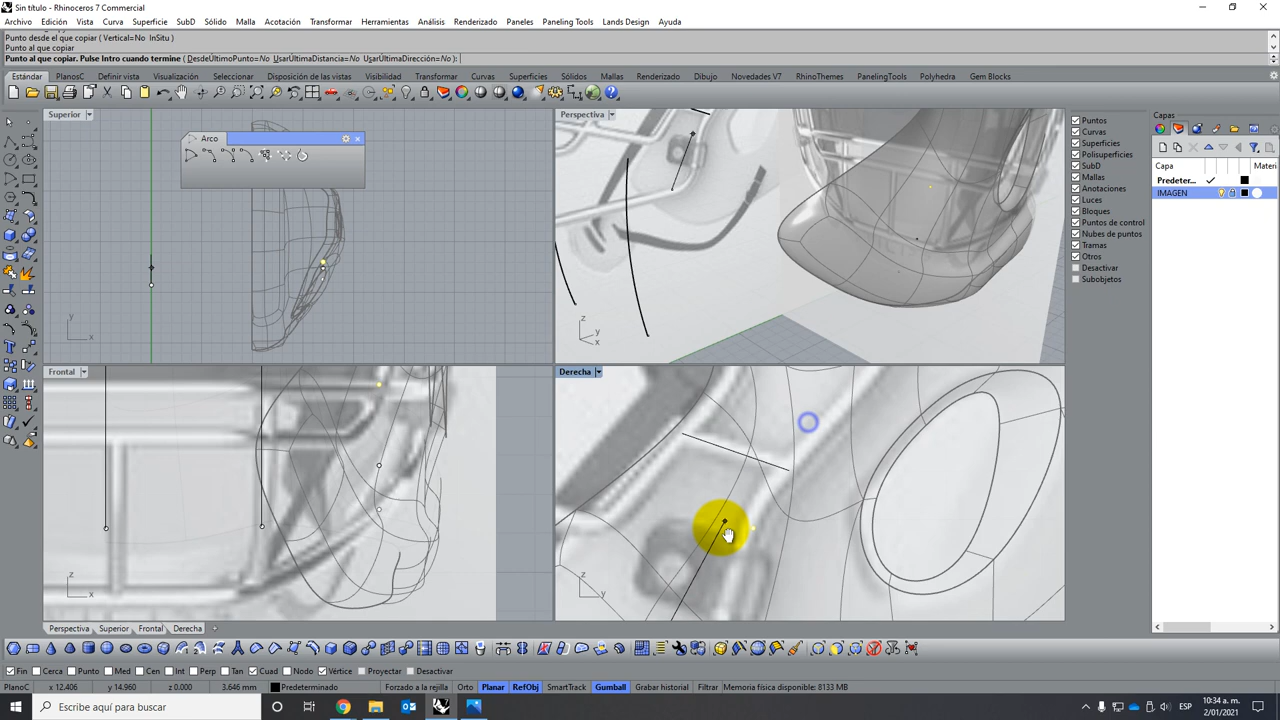 Sin título - Rhinoceros 7 Commercial
Archivo Edición Vista Curva Superficie SubD Sólido Malla Acotación Transformar Herramientas Análisis Renderizado Paneles Paneling Tools Lands Design Ayuda
Punto desde el que copiar ( Vertical=No InSitu )
Punto al que copiar
Punto al que copiar. Pulse Intro cuando termine ( DesdeÚltimoPunto=No UsarÚltimaDistancia=No UsarÚltimaDirección=No ):
Estándar PlanosC Definir vista Visualización Seleccionar Disposición de las vistas Visibilidad Transformar Curvas Superficies Sólidos Mallas Renderizado Dibujo Novedades V7 RhinoThemes PanelingTools Polyhedra Gem Blocks
Superior
Arco
y
x
Perspectiva
z
y
x
Frontal
z
x
Derecha
z
y
Puntos
Curvas
Superficies
Polisuperficies
SubD
Mallas
Anotaciones
Luces
Bloques
Puntos de control
Nubes de puntos
Tramas
Otros
Desactivar
Subobjetos
Capas
Capa Materi
Predeter...
IMAGEN
Perspectiva Superior Frontal Derecha
Fin Cerca Punto Med Cen Int Perp Tan Cuad Nodo Vértice Proyectar Desactivar
PlanoC x 12.406 y 14.960 z 0.000 3.646 mm Predeterminado Forzado a la rejilla Orto Planar RefObj SmartTrack Gumball Grabar historial Filtrar Memoria física disponible: 8133 MB
Escribe aquí para buscar
ESP
10:34 a. m.
2/01/2021